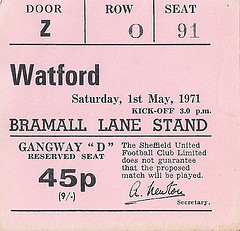 DOOR ROW SEAT
Z O 91
Watford
Saturday, 1st May, 1971
KICK-OFF 3.0 p.m.
BRAMALL LANE STAND
GANGWAY "D"
RESERVED SEAT
45p
(9/-)
The Sheffield United
Football Club Limited
does not guarantee
that the proposed
match will be played.
A. Newton
Secretary.